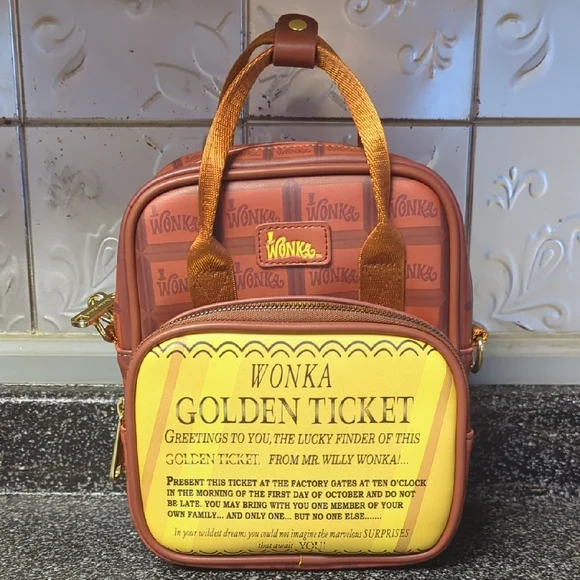 I WONKA
I WONKA WONKA WONKA WONKA
WONKA WONKA WONKA
I WONKA™
WONKA
GOLDEN TICKET
GREETINGS TO YOU, THE LUCKY FINDER OF THIS
GOLDEN TICKET, FROM MR. WILLY WONKA!...
PRESENT THIS TICKET AT THE FACTORY GATES AT TEN O'CLOCK
IN THE MORNING OF THE FIRST DAY OF OCTOBER AND DO NOT
BE LATE. YOU MAY BRING WITH YOU ONE MEMBER OF YOUR
OWN FAMILY... AND ONLY ONE... BUT NO ONE ELSE.......
In your wildest dreams you could not imagine the marvelous SURPRISES
that await YOU!